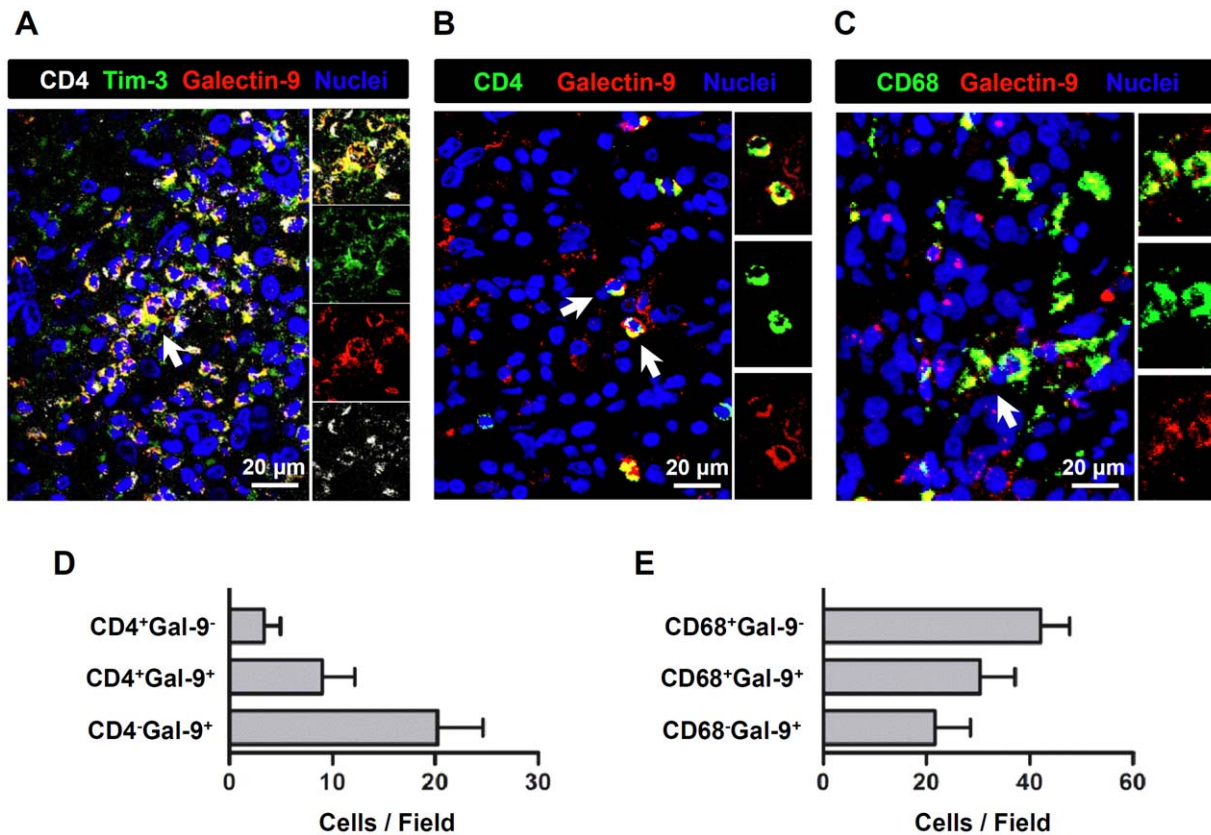 A
B
C
CD4 Tim-3 Galectin-9 Nuclei
CD4 Galectin-9 Nuclei
CD68 Galectin-9 Nuclei
20 µm
20 µm
20 µm
D
CD4⁺Gal-9⁻
CD4⁺Gal-9⁺
CD4⁻Gal-9⁺
0 10 20 30
Cells / Field
E
CD68⁺Gal-9⁻
CD68⁺Gal-9⁺
CD68⁻Gal-9⁺
0 20 40 60
Cells / Field